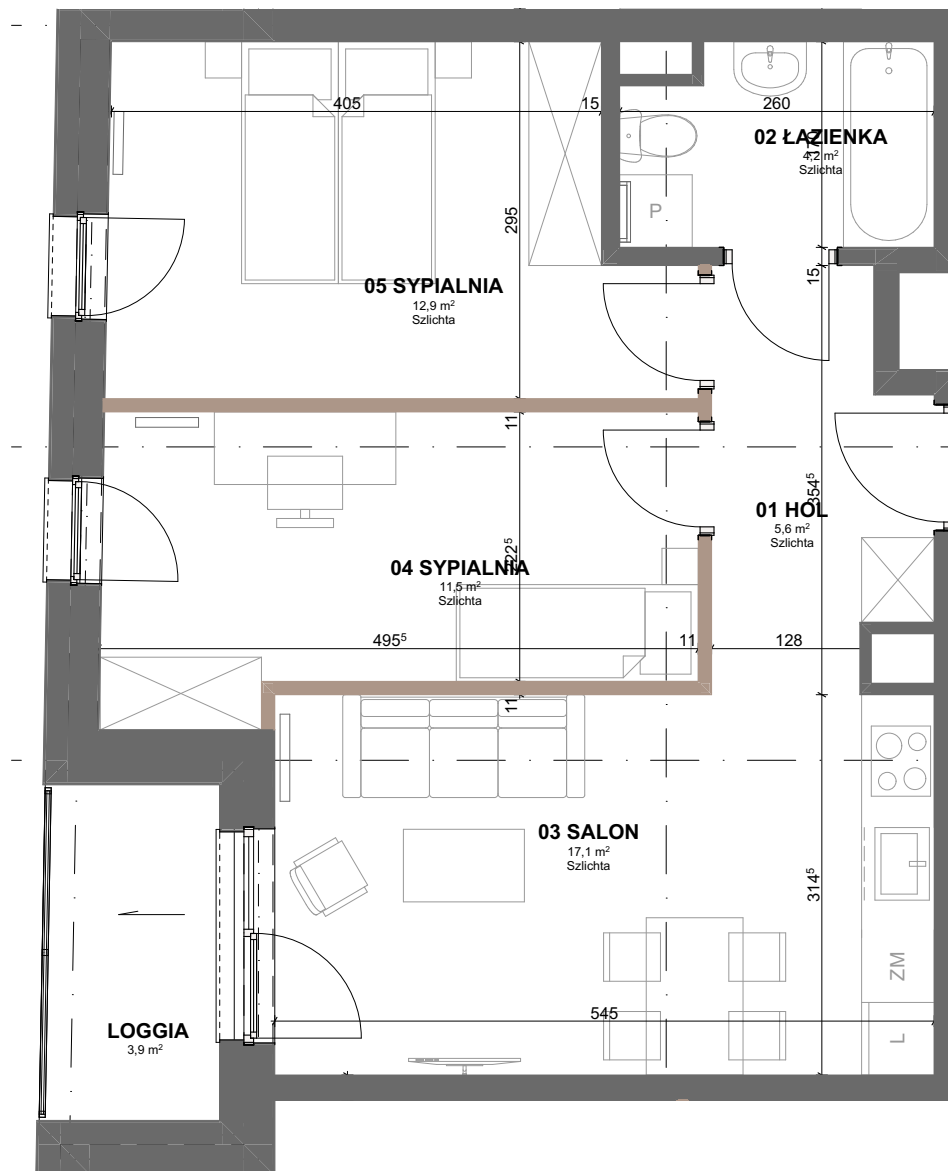 405
15
260
02 ŁAZIENKA
4,2 m²
Szlichta
170
P
295
05 SYPIALNIA
12,9 m²
Szlichta
15
11
01 HOL
5,6 m²
Szlichta
354⁵
04 SYPIALNIA
11,5 m²
Szlichta
222⁵
495⁵
11
128
11
03 SALON
17,1 m²
Szlichta
314⁵
ZM
L
545
LOGGIA
3,9 m²